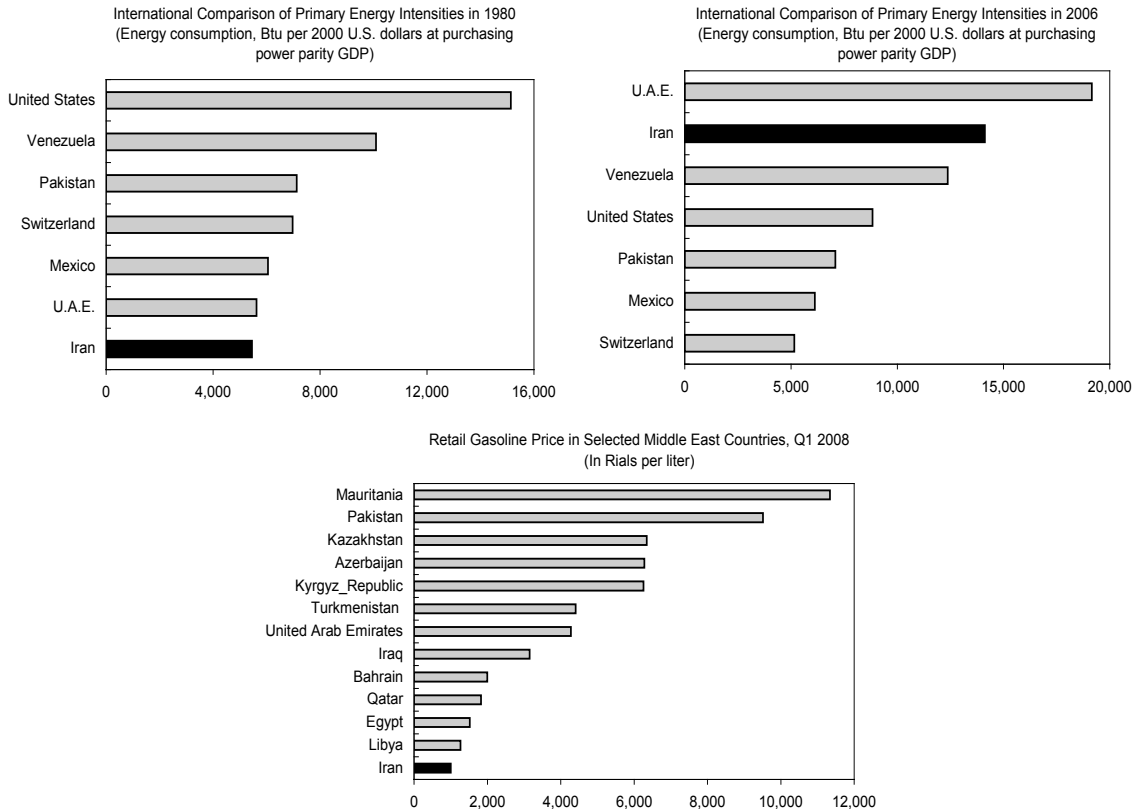 International Comparison of Primary Energy Intensities in 1980
(Energy consumption, Btu per 2000 U.S. dollars at purchasing
power parity GDP)
United States
Venezuela
Pakistan
Switzerland
Mexico
U.A.E.
Iran
0 4,000 8,000 12,000 16,000
International Comparison of Primary Energy Intensities in 2006
(Energy consumption, Btu per 2000 U.S. dollars at purchasing
power parity GDP)
U.A.E.
Iran
Venezuela
United States
Pakistan
Mexico
Switzerland
0 5,000 10,000 15,000 20,000
Retail Gasoline Price in Selected Middle East Countries, Q1 2008
(In Rials per liter)
Mauritania
Pakistan
Kazakhstan
Azerbaijan
Kyrgyz_Republic
Turkmenistan
United Arab Emirates
Iraq
Bahrain
Qatar
Egypt
Libya
Iran
0 2,000 4,000 6,000 8,000 10,000 12,000